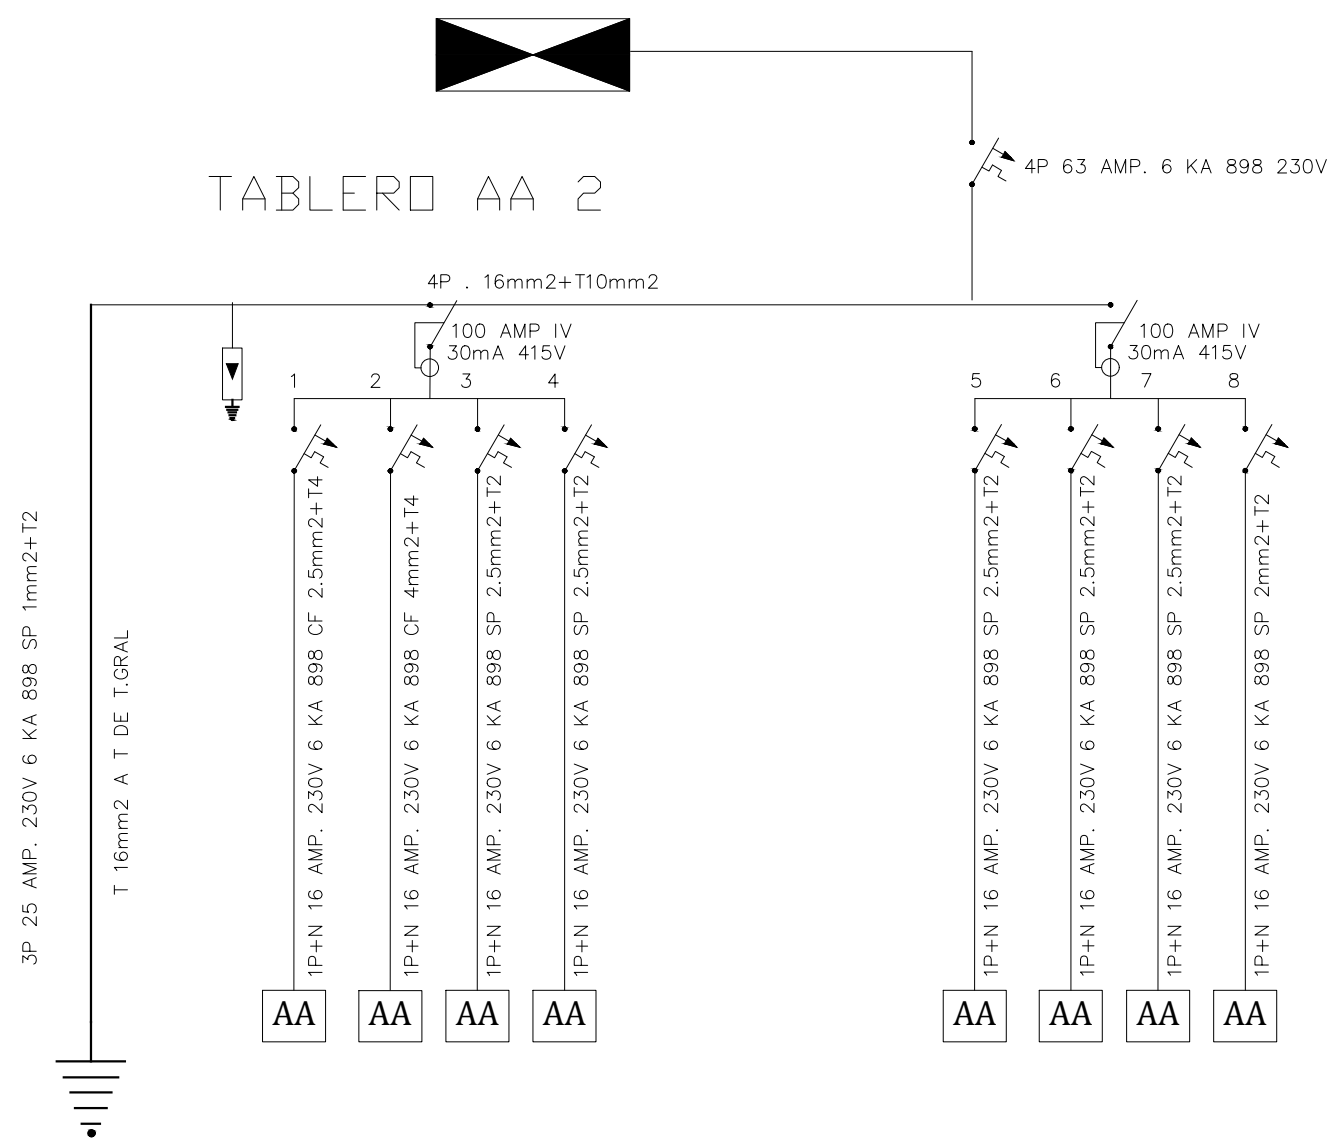 4P 63 AMP. 6 KA 898 230V
TABLERO AA 2
4P . 16mm2+T10mm2
100 AMP IV
30mA 415V
100 AMP IV
30mA 415V
1
2
3
4
5
6
7
8
3P 25 AMP. 230V 6 KA 898 SP 1mm2+T2
T 16mm2 A T DE T.GRAL
1P+N 16 AMP. 230V 6 KA 898 CF 2.5mm2+T4
1P+N 16 AMP. 230V 6 KA 898 CF 4mm2+T4
1P+N 16 AMP. 230V 6 KA 898 SP 2.5mm2+T2
1P+N 16 AMP. 230V 6 KA 898 SP 2.5mm2+T2
1P+N 16 AMP. 230V 6 KA 898 SP 2.5mm2+T2
1P+N 16 AMP. 230V 6 KA 898 SP 2.5mm2+T2
1P+N 16 AMP. 230V 6 KA 898 SP 2.5mm2+T2
1P+N 16 AMP. 230V 6 KA 898 SP 2mm2+T2
AA
AA
AA
AA
AA
AA
AA
AA